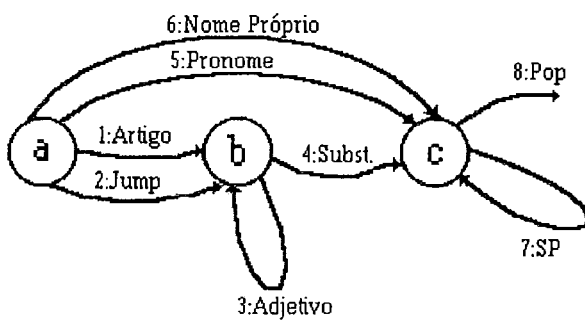 6:Nome Próprio
5:Pronome
8:Pop
a
1:Artigo
b
4:Subst.
c
2:Jump
7:SP
3:Adjetivo